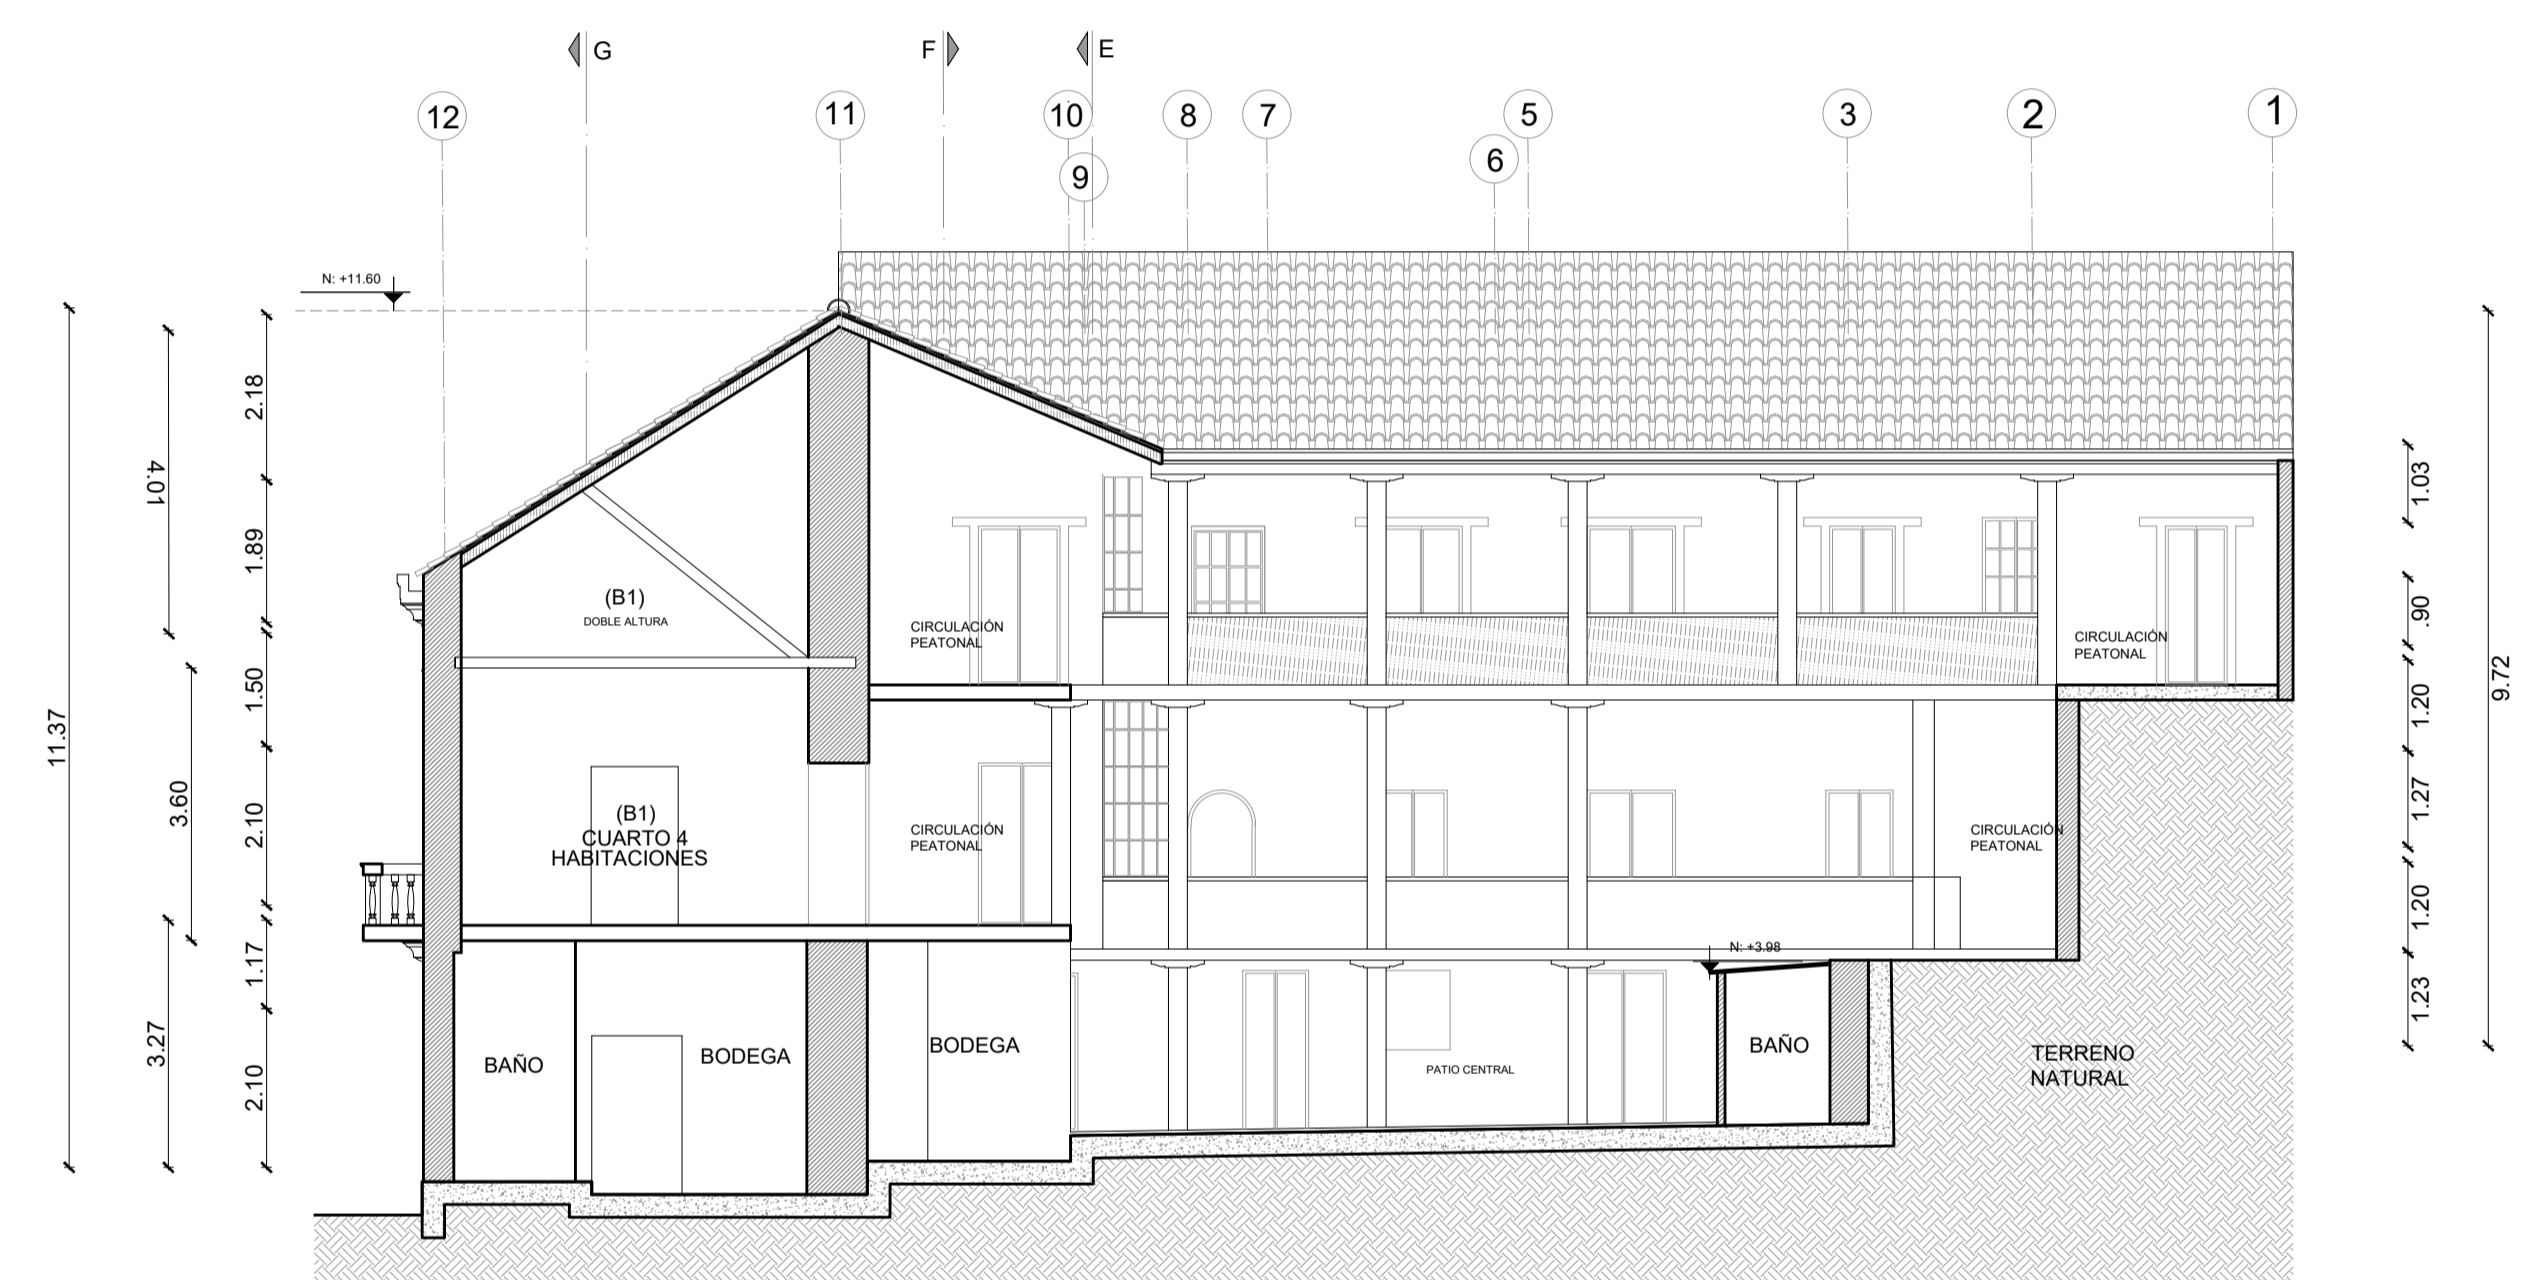 G
F
E
12
11
10
9
8
7
6
5
3
2
1
N: +11.60
11.37
4.01
3.60
3.27
2.18
1.89
1.50
2.10
1.17
2.10
(B1)
DOBLE ALTURA
(B1)
CUARTO 4
HABITACIONES
CIRCULACIÓN
PEATONAL
CIRCULACIÓN
PEATONAL
CIRCULACIÓN
PEATONAL
CIRCULACIÓN
PEATONAL
N: +3.98
BAÑO
BODEGA
BODEGA
PATIO CENTRAL
BAÑO
TERRENO
NATURAL
1.03
.90
1.20
1.27
1.20
1.23
9.72